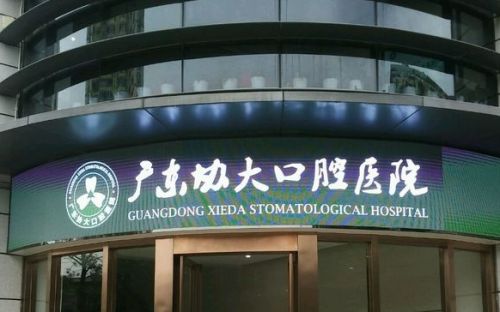 广东协大口腔医院
GUANGDONG XIEDA STOMATOLOGICAL HOSPITAL